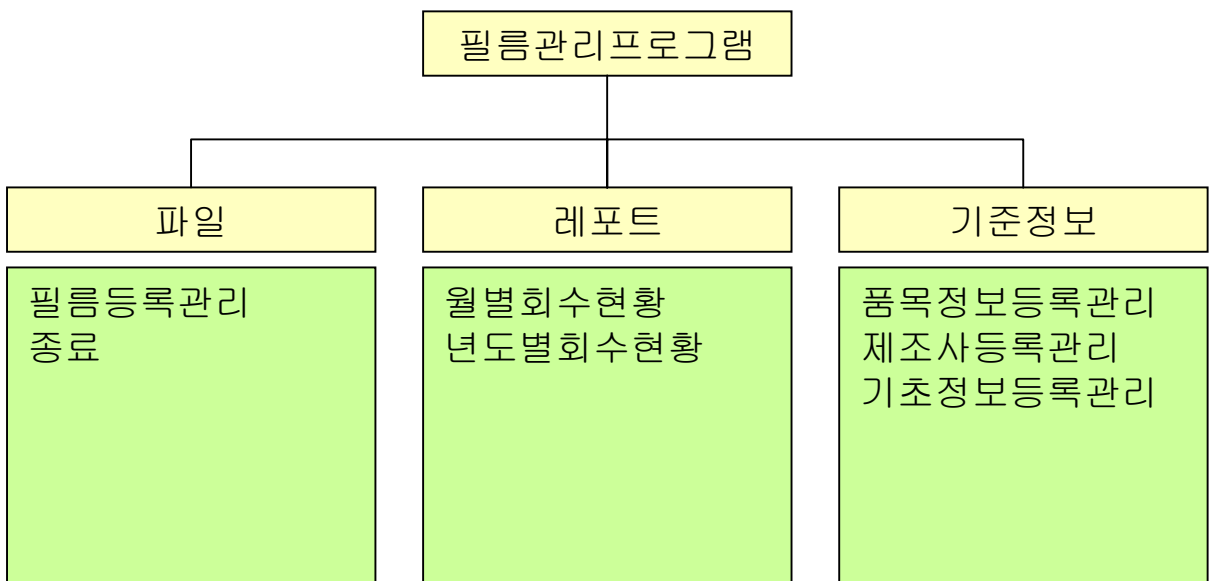 필름관리프로그램
파일
필름등록관리
종료
레포트
월별회수현황
년도별회수현황
기준정보
품목정보등록관리
제조사등록관리
기초정보등록관리